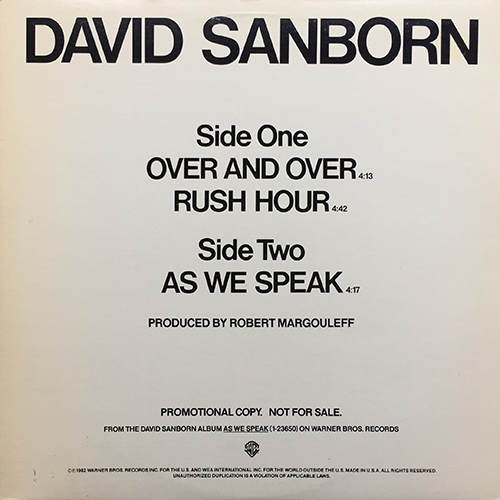 DAVID SANBORN
Side One
OVER AND OVER 4:13
RUSH HOUR 4:42
Side Two
AS WE SPEAK 4:17
PRODUCED BY ROBERT MARGOULEFF
PROMOTIONAL COPY. NOT FOR SALE.
FROM THE DAVID SANBORN ALBUM AS WE SPEAK (1-23650) ON WARNER BROS. RECORDS
©℗1982 WARNER BROS. RECORDS INC. FOR THE U.S. AND WEA INTERNATIONAL INC. FOR THE WORLD OUTSIDE THE U.S. MADE IN U.S.A. ALL RIGHTS RESERVED.
UNAUTHORIZED DUPLICATION IS A VIOLATION OF APPLICABLE LAWS.